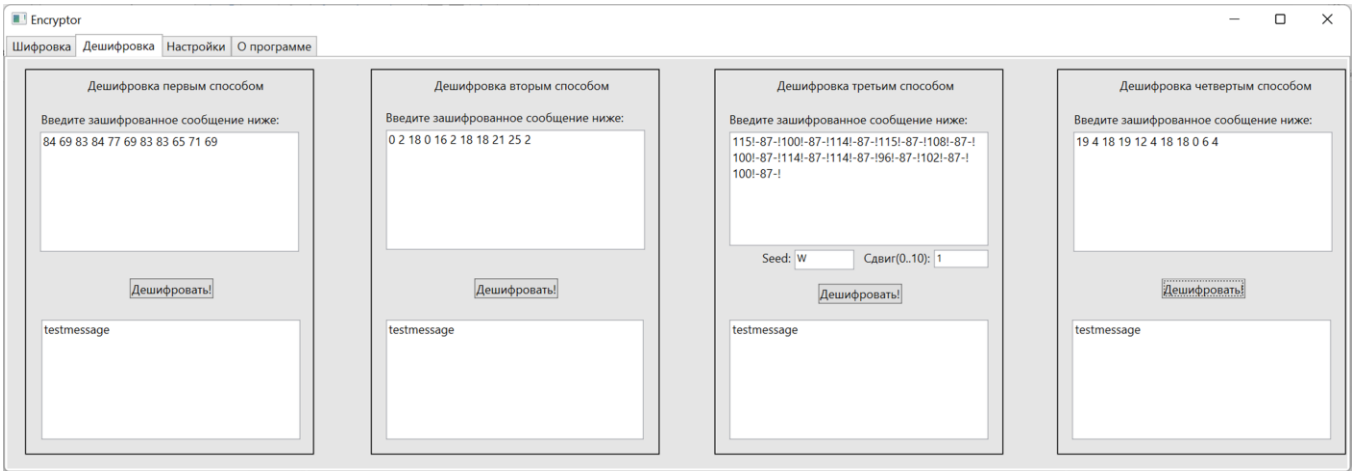 Encryptor
Шифровка Дешифровка Настройки О программе
Дешифровка первым способом
Введите зашифрованное сообщение ниже:
84 69 83 84 77 69 83 83 65 71 69
Дешифровать!
testmessage
Дешифровка вторым способом
Введите зашифрованное сообщение ниже:
0 2 18 0 16 2 18 18 21 25 2
Дешифровать!
testmessage
Дешифровка третьим способом
Введите зашифрованное сообщение ниже:
115!-87-!100!-87-!114!-87-!115!-87-!108!-87-!
100!-87-!114!-87-!114!-87-!96!-87-!102!-87-!
100!-87-!
Seed: W Сдвиг(0..10): 1
Дешифровать!
testmessage
Дешифровка четвертым способом
Введите зашифрованное сообщение ниже:
19 4 18 19 12 4 18 18 0 6 4
Дешифровать!
testmessage